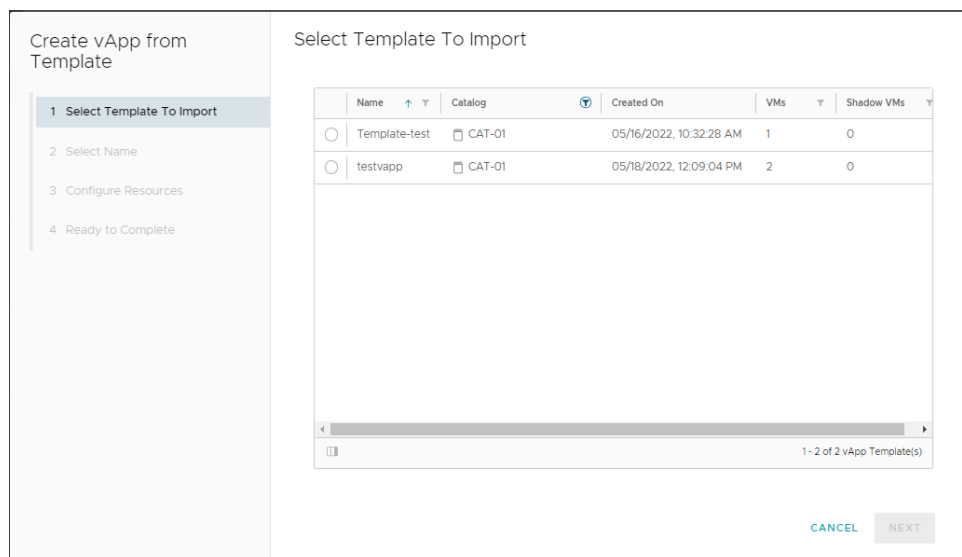 Create vApp from
Template
1 Select Template To Import
2 Select Name
3 Configure Resources
4 Ready to Complete
Select Template To Import
Name Catalog Created On VMs Shadow VMs
Template-test CAT-01 05/16/2022, 10:32:28 AM 1 0
testvapp CAT-01 05/18/2022, 12:09:04 PM 2 0
1 - 2 of 2 vApp Template(s)
CANCEL NEXT